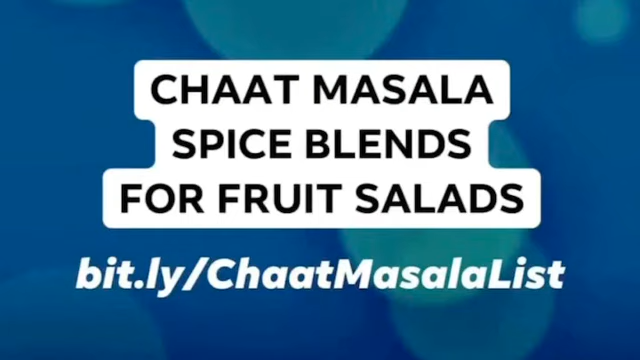 CHAAT MASALA
SPICE BLENDS
FOR FRUIT SALADS
bit.ly/ChaatMasalaList